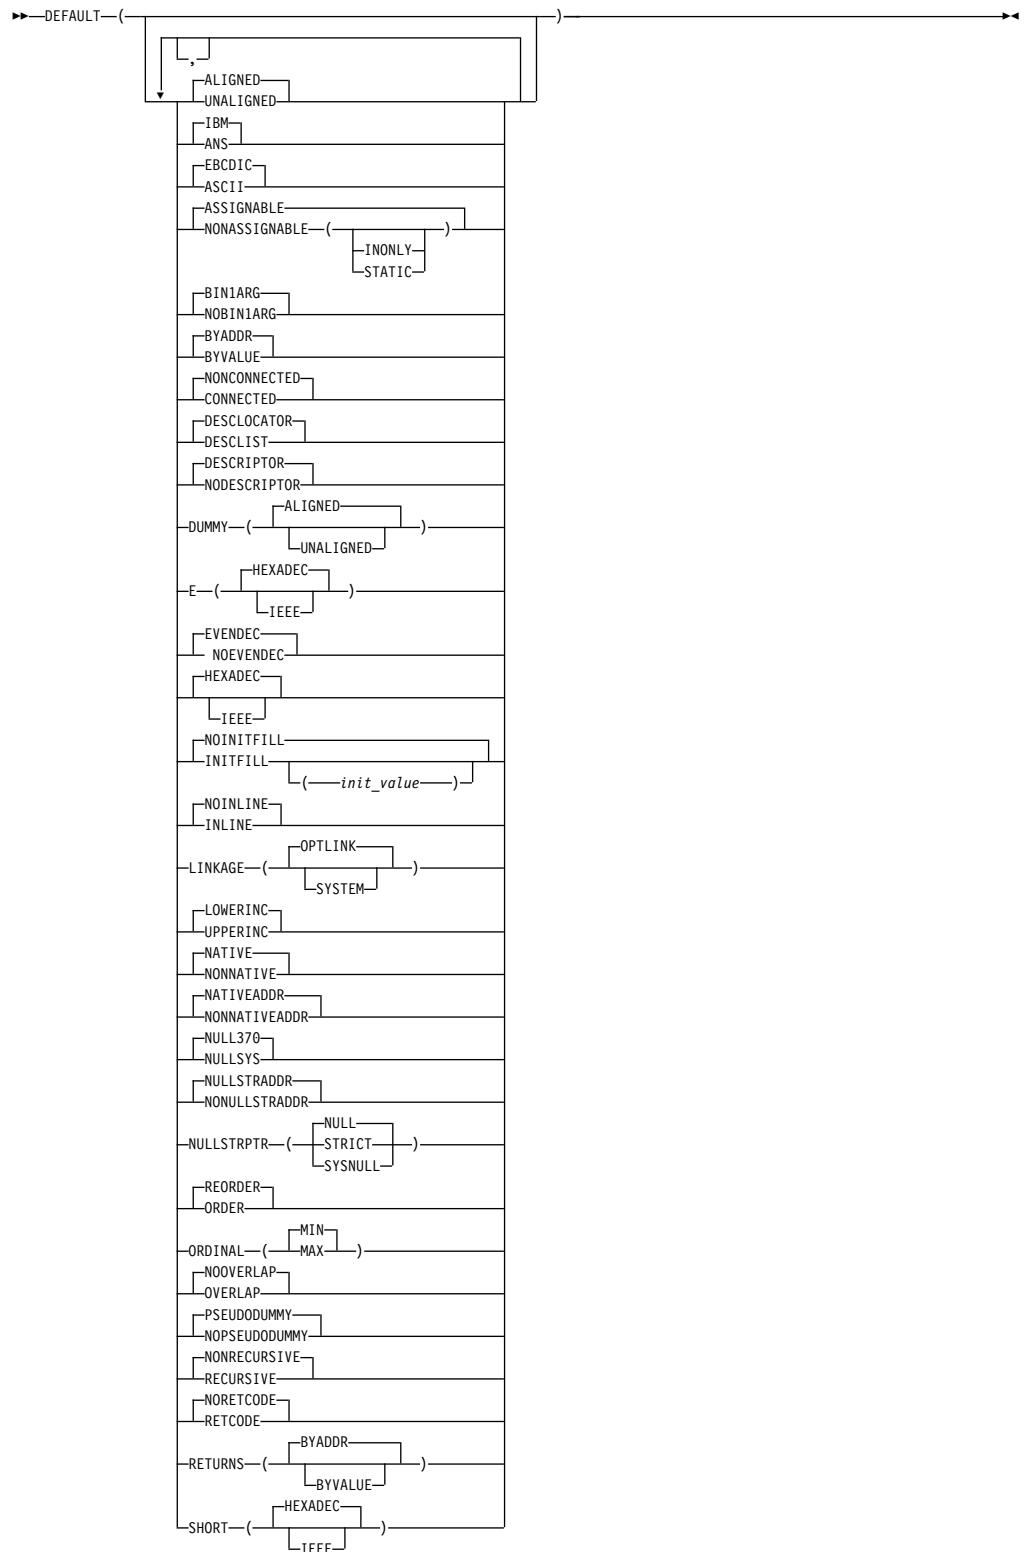 DEFAULT ( )
,
ALIGNED
UNALIGNED
IBM
ANS
EBCDIC
ASCII
ASSIGNABLE
NONASSIGNABLE ( )
INONLY
STATIC
BIN1ARG
NOBIN1ARG
BYADDR
BYVALUE
NONCONNECTED
CONNECTED
DESCLOCATOR
DESCLIST
DESCRIPTOR
NODESCRIPTOR
ALIGNED
DUMMY ( )
UNALIGNED
HEXADEC
E ( )
IEEE
EVENDEC
NOEVENDEC
HEXADEC
IEEE
NOINITFILL
INITFILL
( init_value )
NOINLINE
INLINE
OPTLINK
LINKAGE ( )
SYSTEM
LOWERINC
UPPERINC
NATIVE
NONNATIVE
NATIVEADDR
NONNATIVEADDR
NULL370
NULLSYS
NULLSTRADDR
NONULLSTRADDR
NULL
NULLSTRPTR ( STRICT )
SYSNULL
REORDER
ORDER
MIN
ORDINAL ( MAX )
NOOVERLAP
OVERLAP
PSEUDODUMMY
NOPSEUDODUMMY
NONRECURSIVE
RECURSIVE
NORETCODE
RETCODE
BYADDR
RETURNS ( )
BYVALUE
HEXADEC
SHORT ( )
IEEE